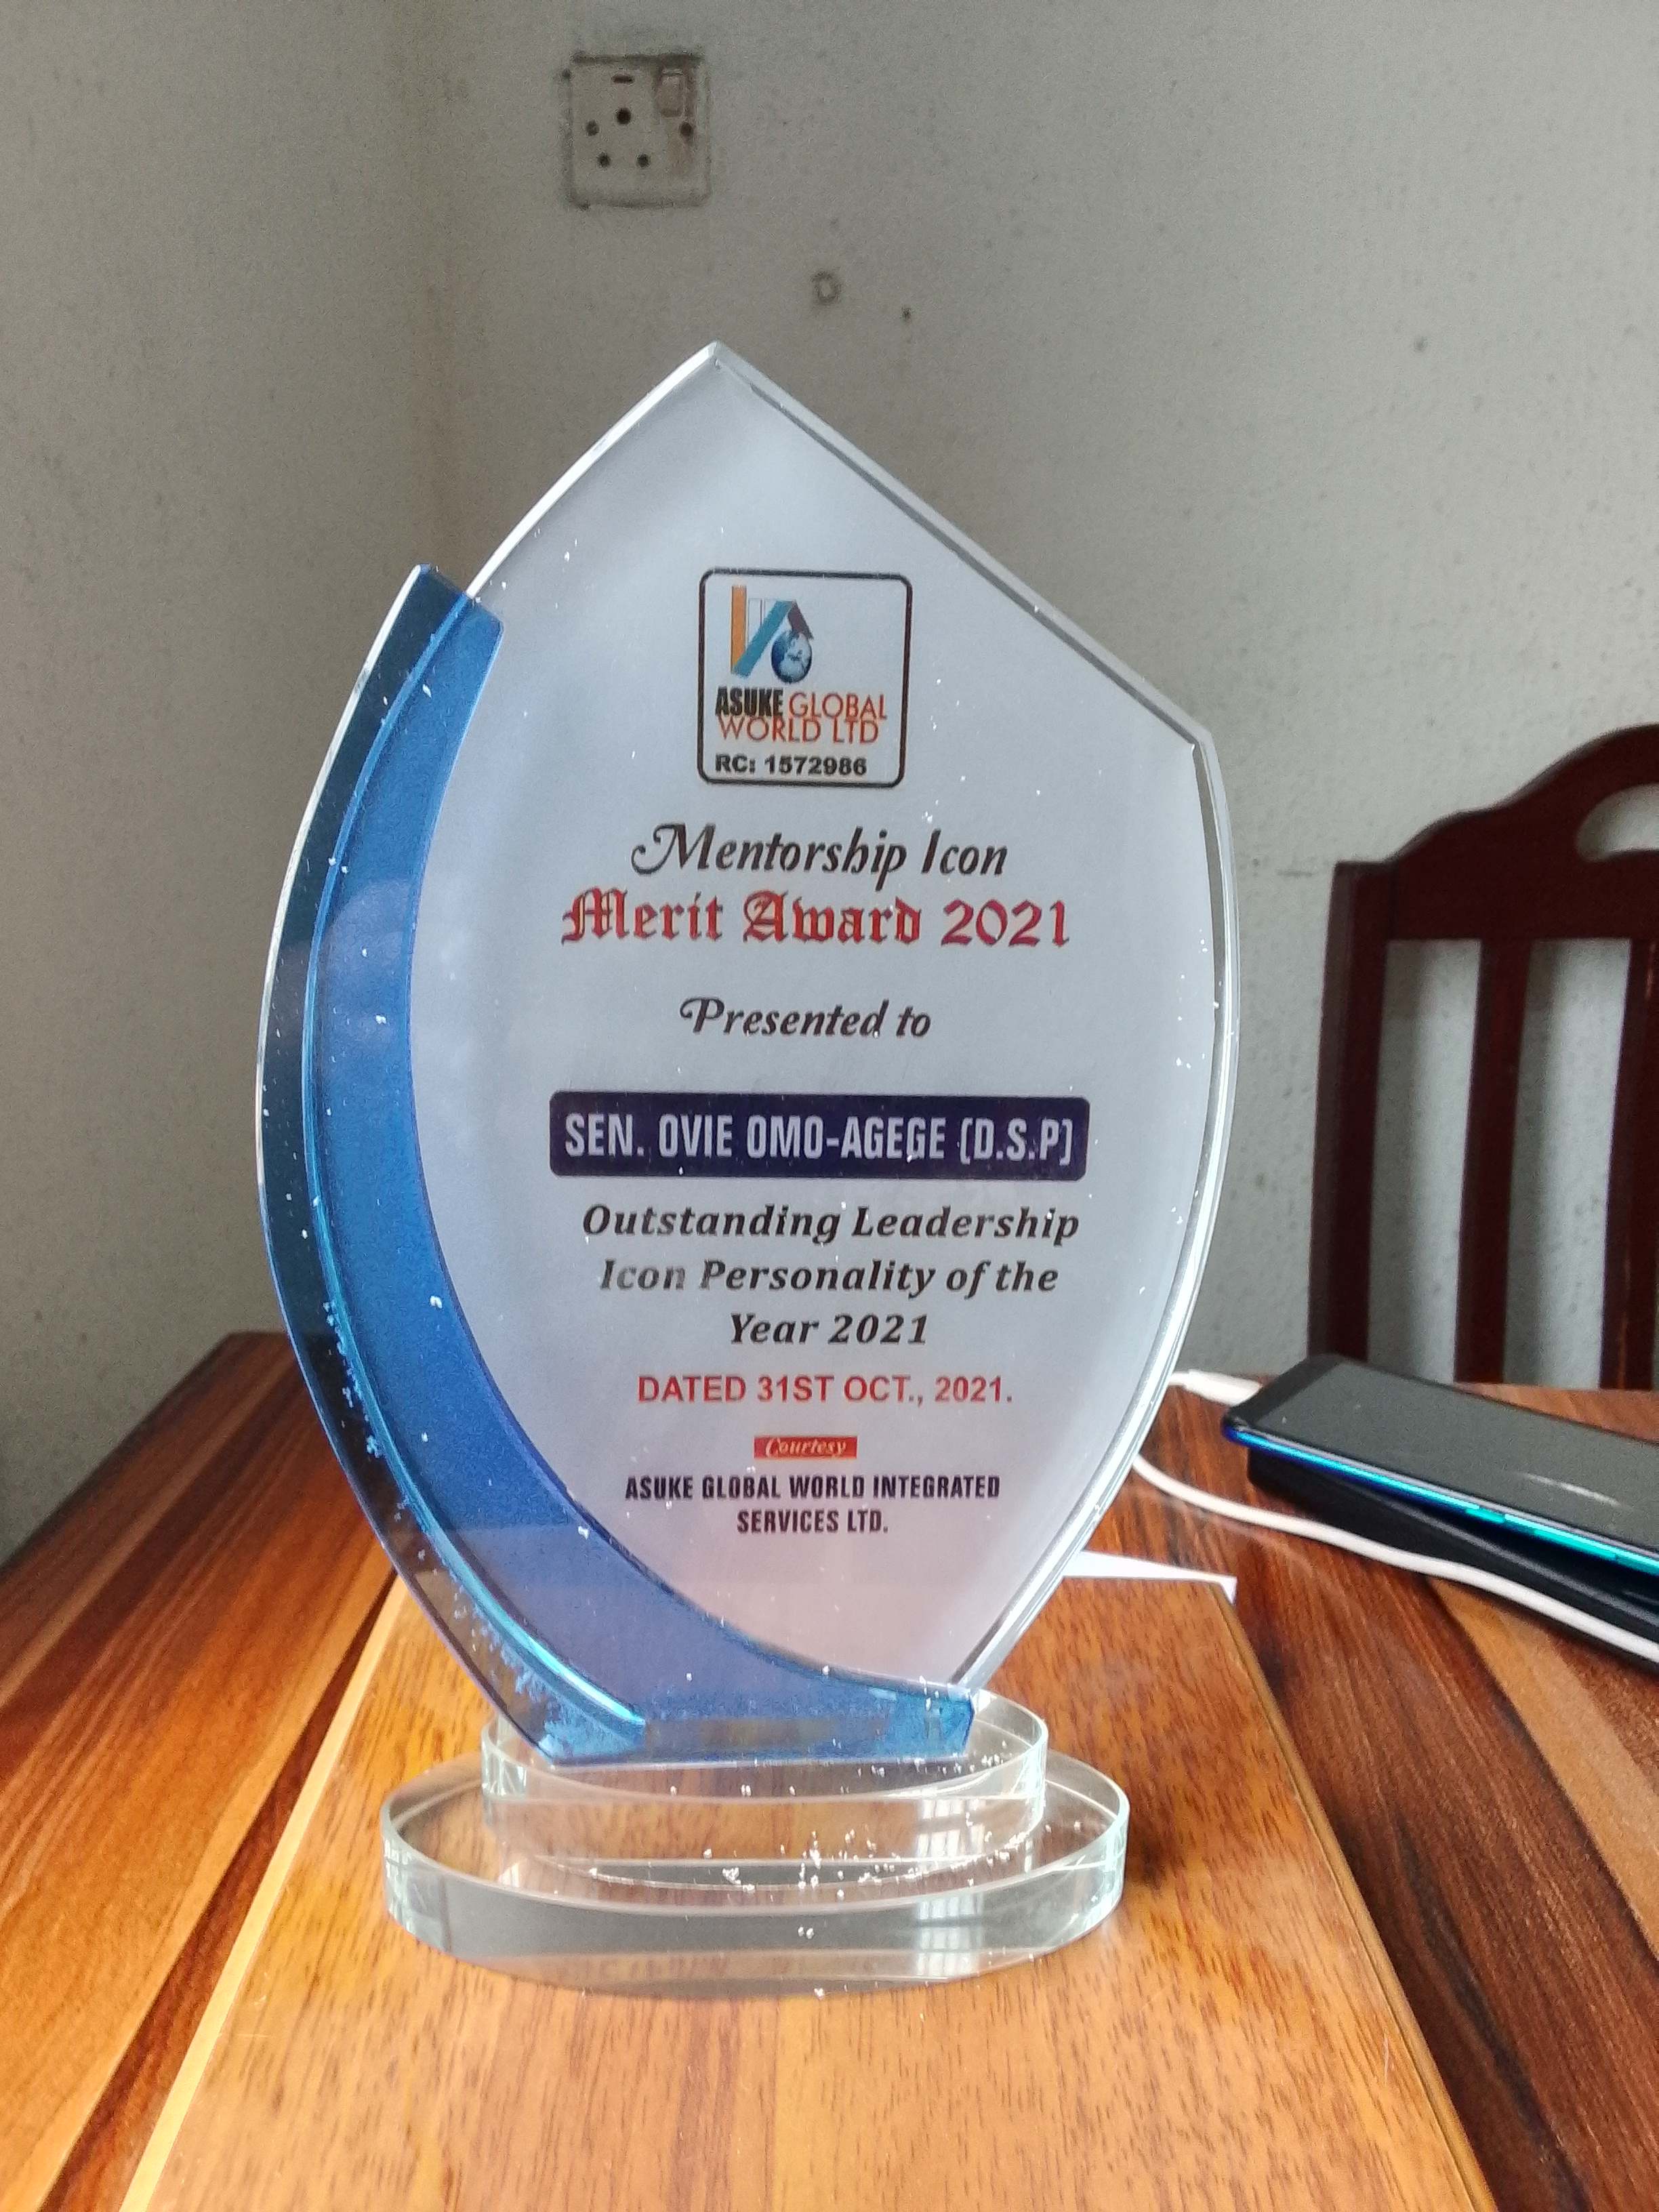 ASUKE GLOBAL
WORLD LTD
RC: 1572986
Mentorship Icon
Merit Award 2021
Presented to
SEN. OVIE OMO-AGEGE (D.S.P)
Outstanding Leadership
Icon Personality of the
Year 2021
DATED 31ST OCT., 2021.
Courtesy
ASUKE GLOBAL WORLD INTEGRATED
SERVICES LTD.